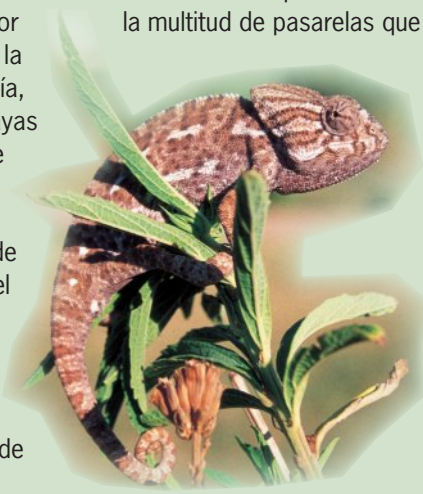 la multitud de pasarelas que
or
la
ía,
yas
e
de
el
de